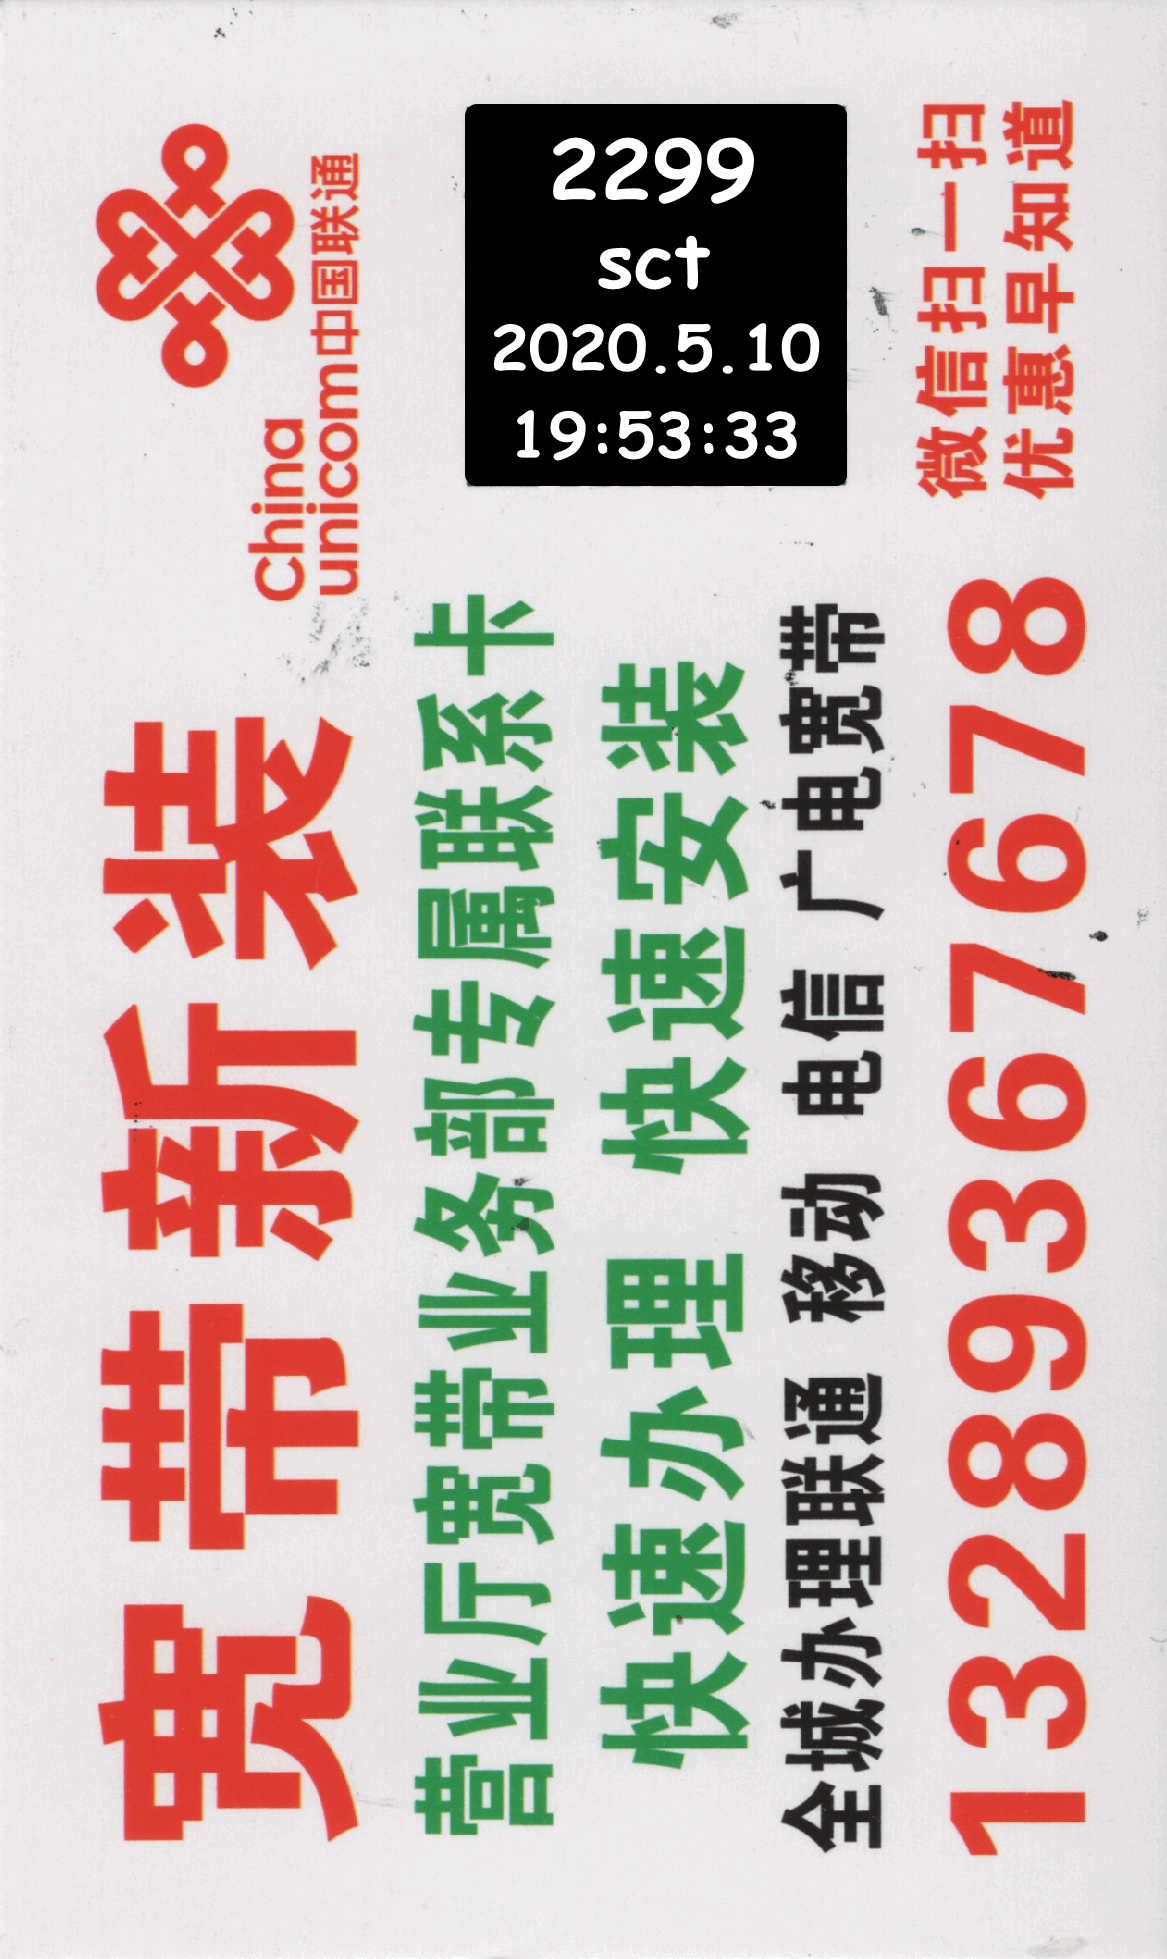 宽带新装
China
unicom中国联通
营业厅宽带业务部专属联系卡
快速办理 快速安装
全城办理联通 移动 电信 广电宽带
13289367678
2299
sct
2020.5.10
19:53:33
微信扫一扫
优惠早知道